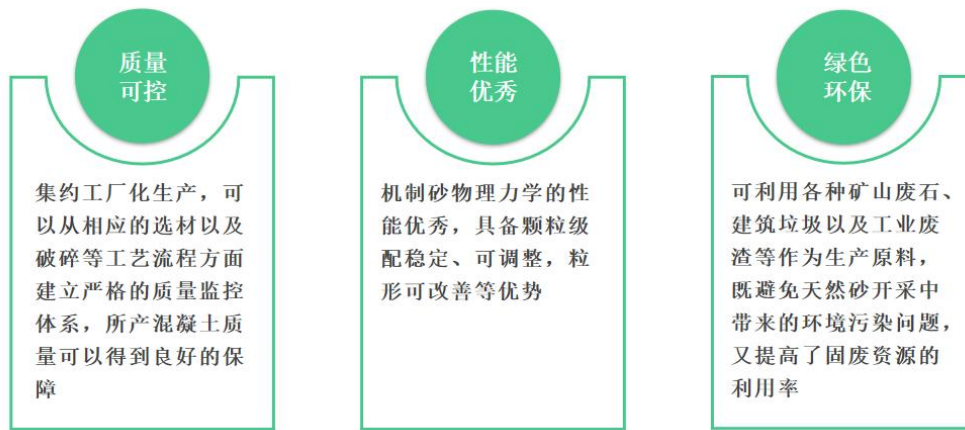 质量
可控
集约工厂化生产，可
以从相应的选材以及
破碎等工艺流程方面
建立严格的质量监控
体系，所产混凝土质
量可以得到良好的保
障
性能
优秀
机制砂物理力学的性
能优秀，具备颗粒级
配稳定、可调整，粒
形可改善等优势
绿色
环保
可利用各种矿山废石、
建筑垃圾以及工业废
渣等作为生产原料，
既避免天然砂开采中
带来的环境污染问题，
又提高了固废资源的
利用率